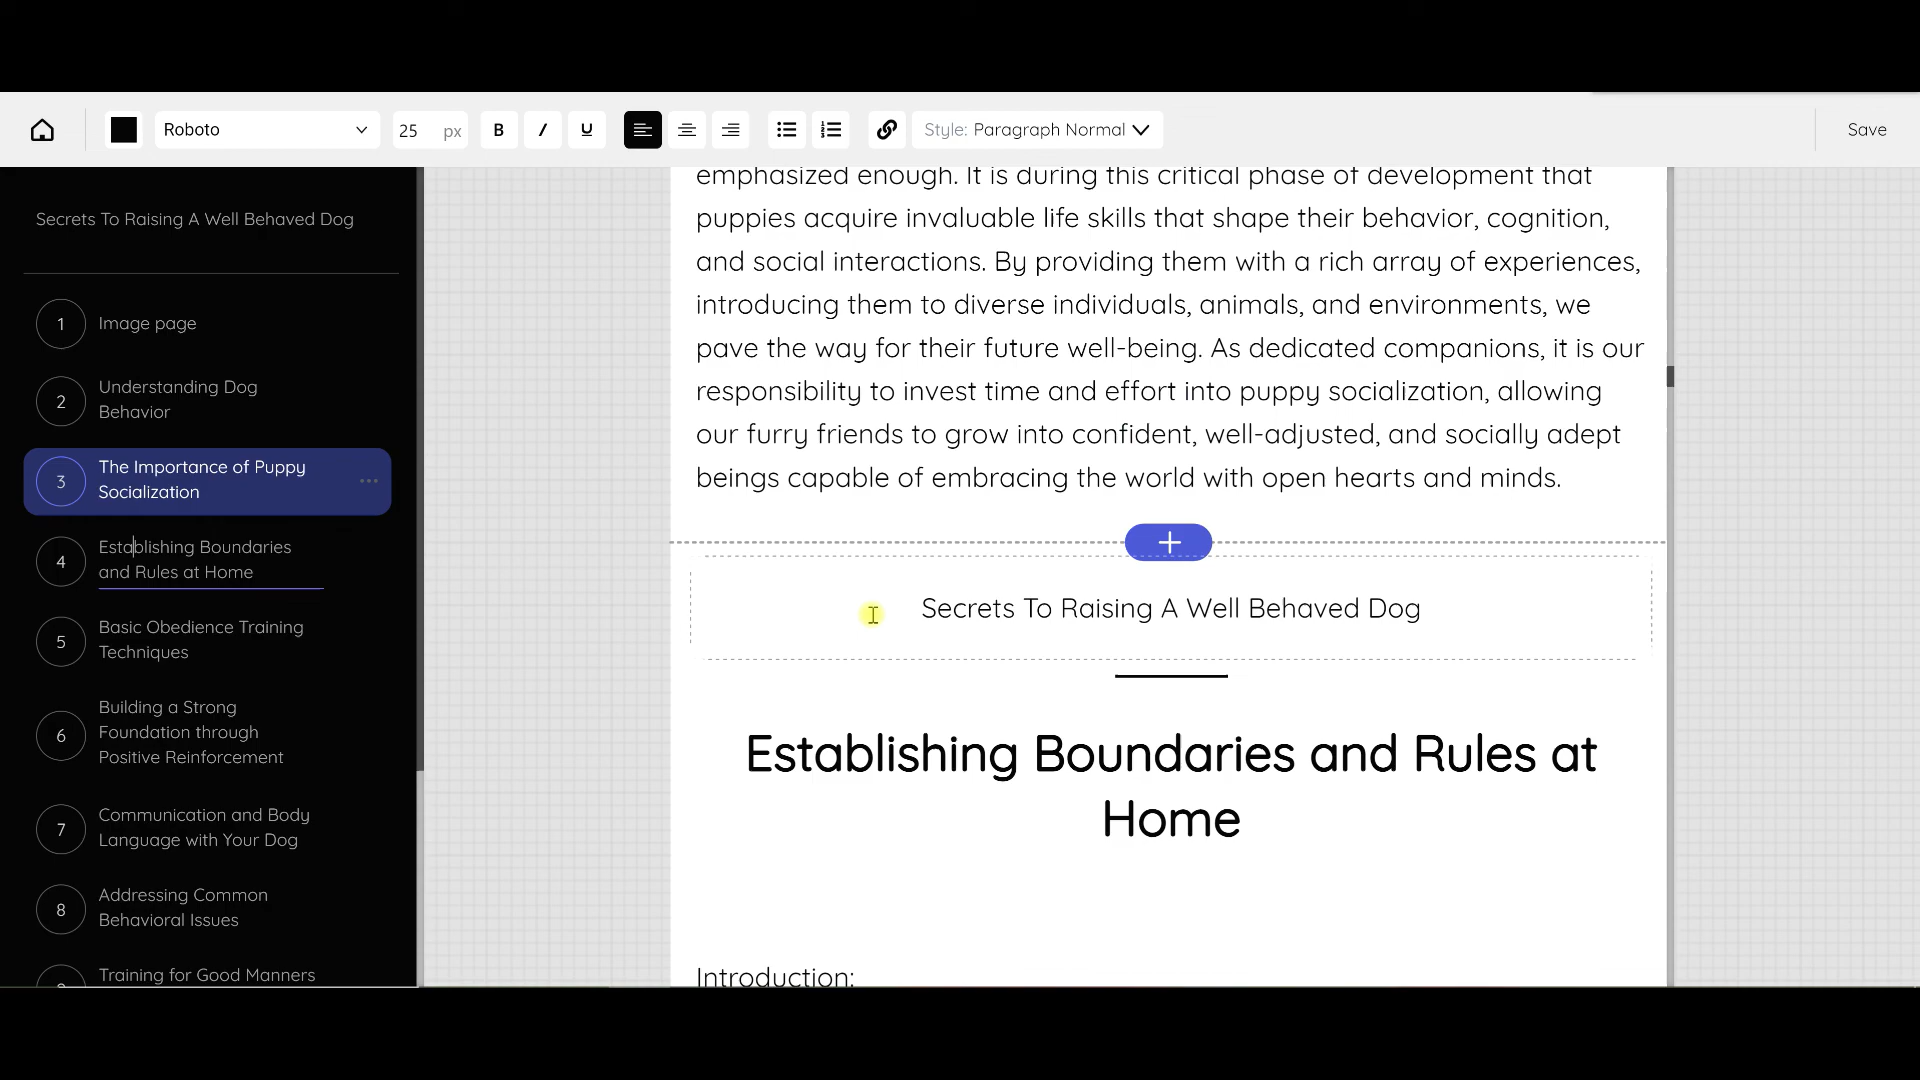 Roboto
25 px
B I U
Style: Paragraph Normal
Save
Secrets To Raising A Well Behaved Dog
1
Image page
2
Understanding Dog
Behavior
3
The Importance of Puppy
Socialization
4
Establishing Boundaries
and Rules at Home
5
Basic Obedience Training
Techniques
6
Building a Strong
Foundation through
Positive Reinforcement
7
Communication and Body
Language with Your Dog
8
Addressing Common
Behavioral Issues
Training for Good Manners
emphasized enough. It is during this critical phase of development that
puppies acquire invaluable life skills that shape their behavior, cognition,
and social interactions. By providing them with a rich array of experiences,
introducing them to diverse individuals, animals, and environments, we
pave the way for their future well-being. As dedicated companions, it is our
responsibility to invest time and effort into puppy socialization, allowing
our furry friends to grow into confident, well-adjusted, and socially adept
beings capable of embracing the world with open hearts and minds.
Secrets To Raising A Well Behaved Dog
Establishing Boundaries and Rules at
Home
Introduction: